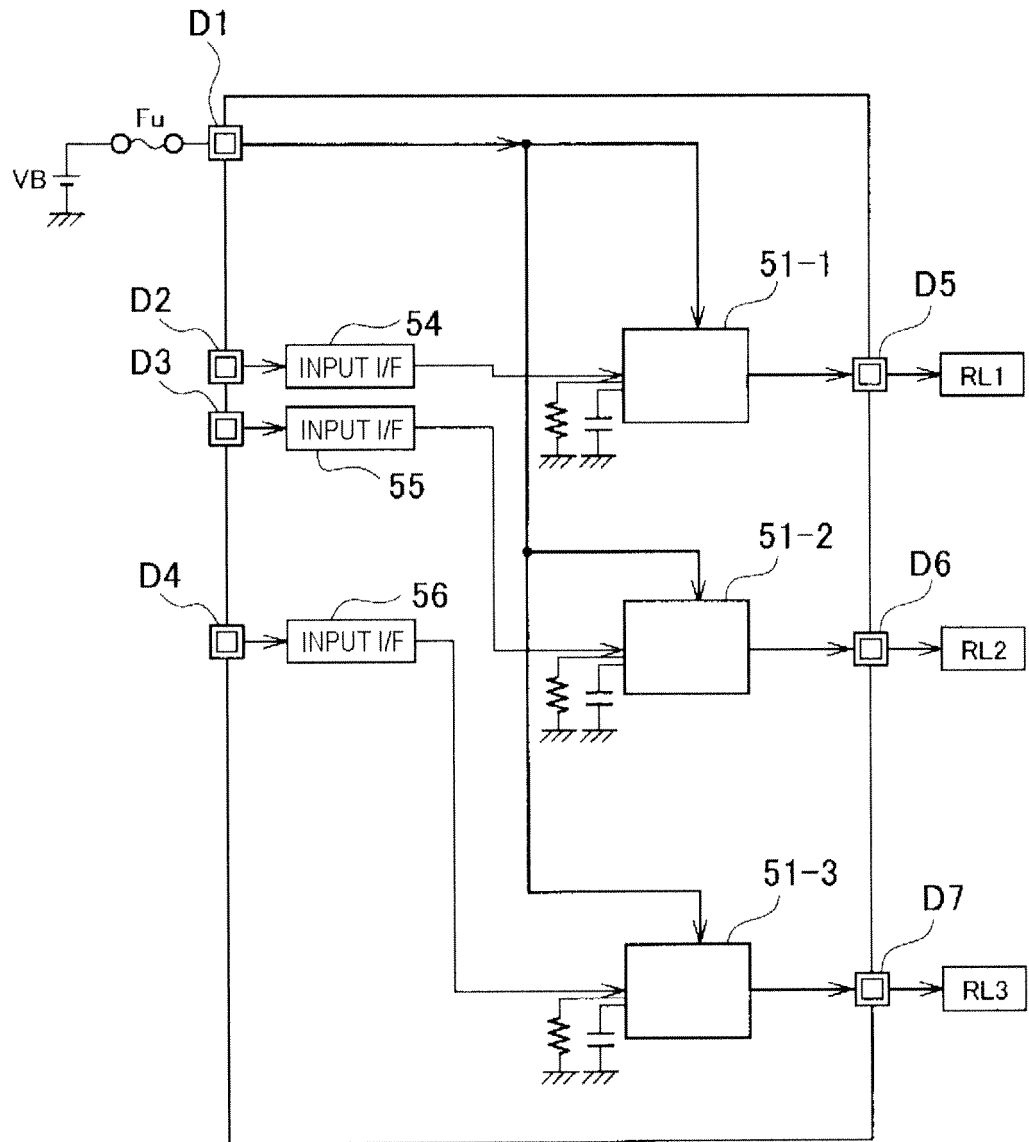 D1
Fu
VB
51-1
D5
D2
54
D3
INPUT I/F
RL1
INPUT I/F
55
51-2
D6
D4
56
INPUT I/F
RL2
51-3
D7
RL3